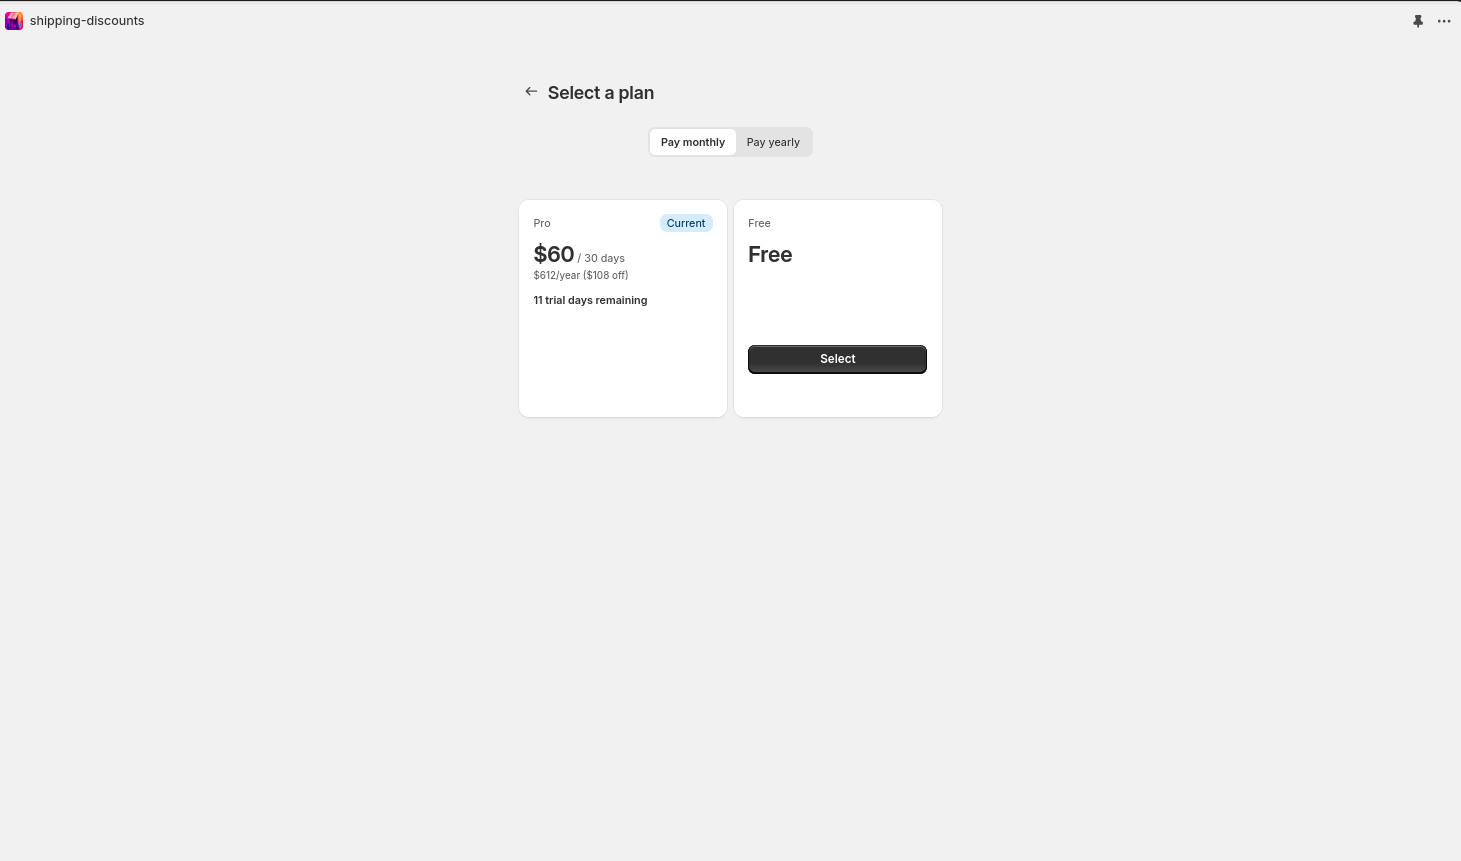 shipping-discounts
Select a plan
Pay monthly
Pay yearly
Pro
Current
$60 / 30 days
$612/year ($108 off)
11 trial days remaining
Free
Free
Select